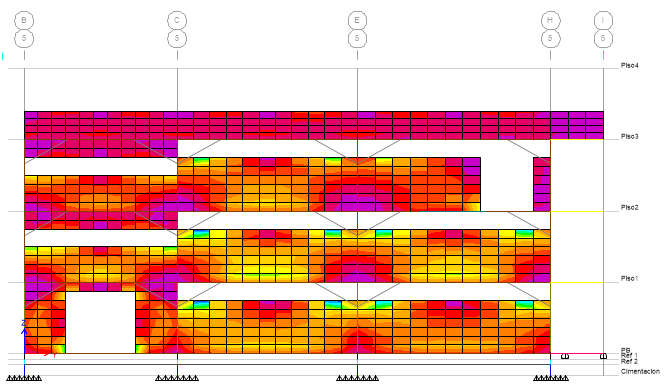 B C E H I
5 5 5 5 5
Piso4
Piso3
Piso2
Piso1
Z
PB
Ref 1
Ref 2
Cimentacion